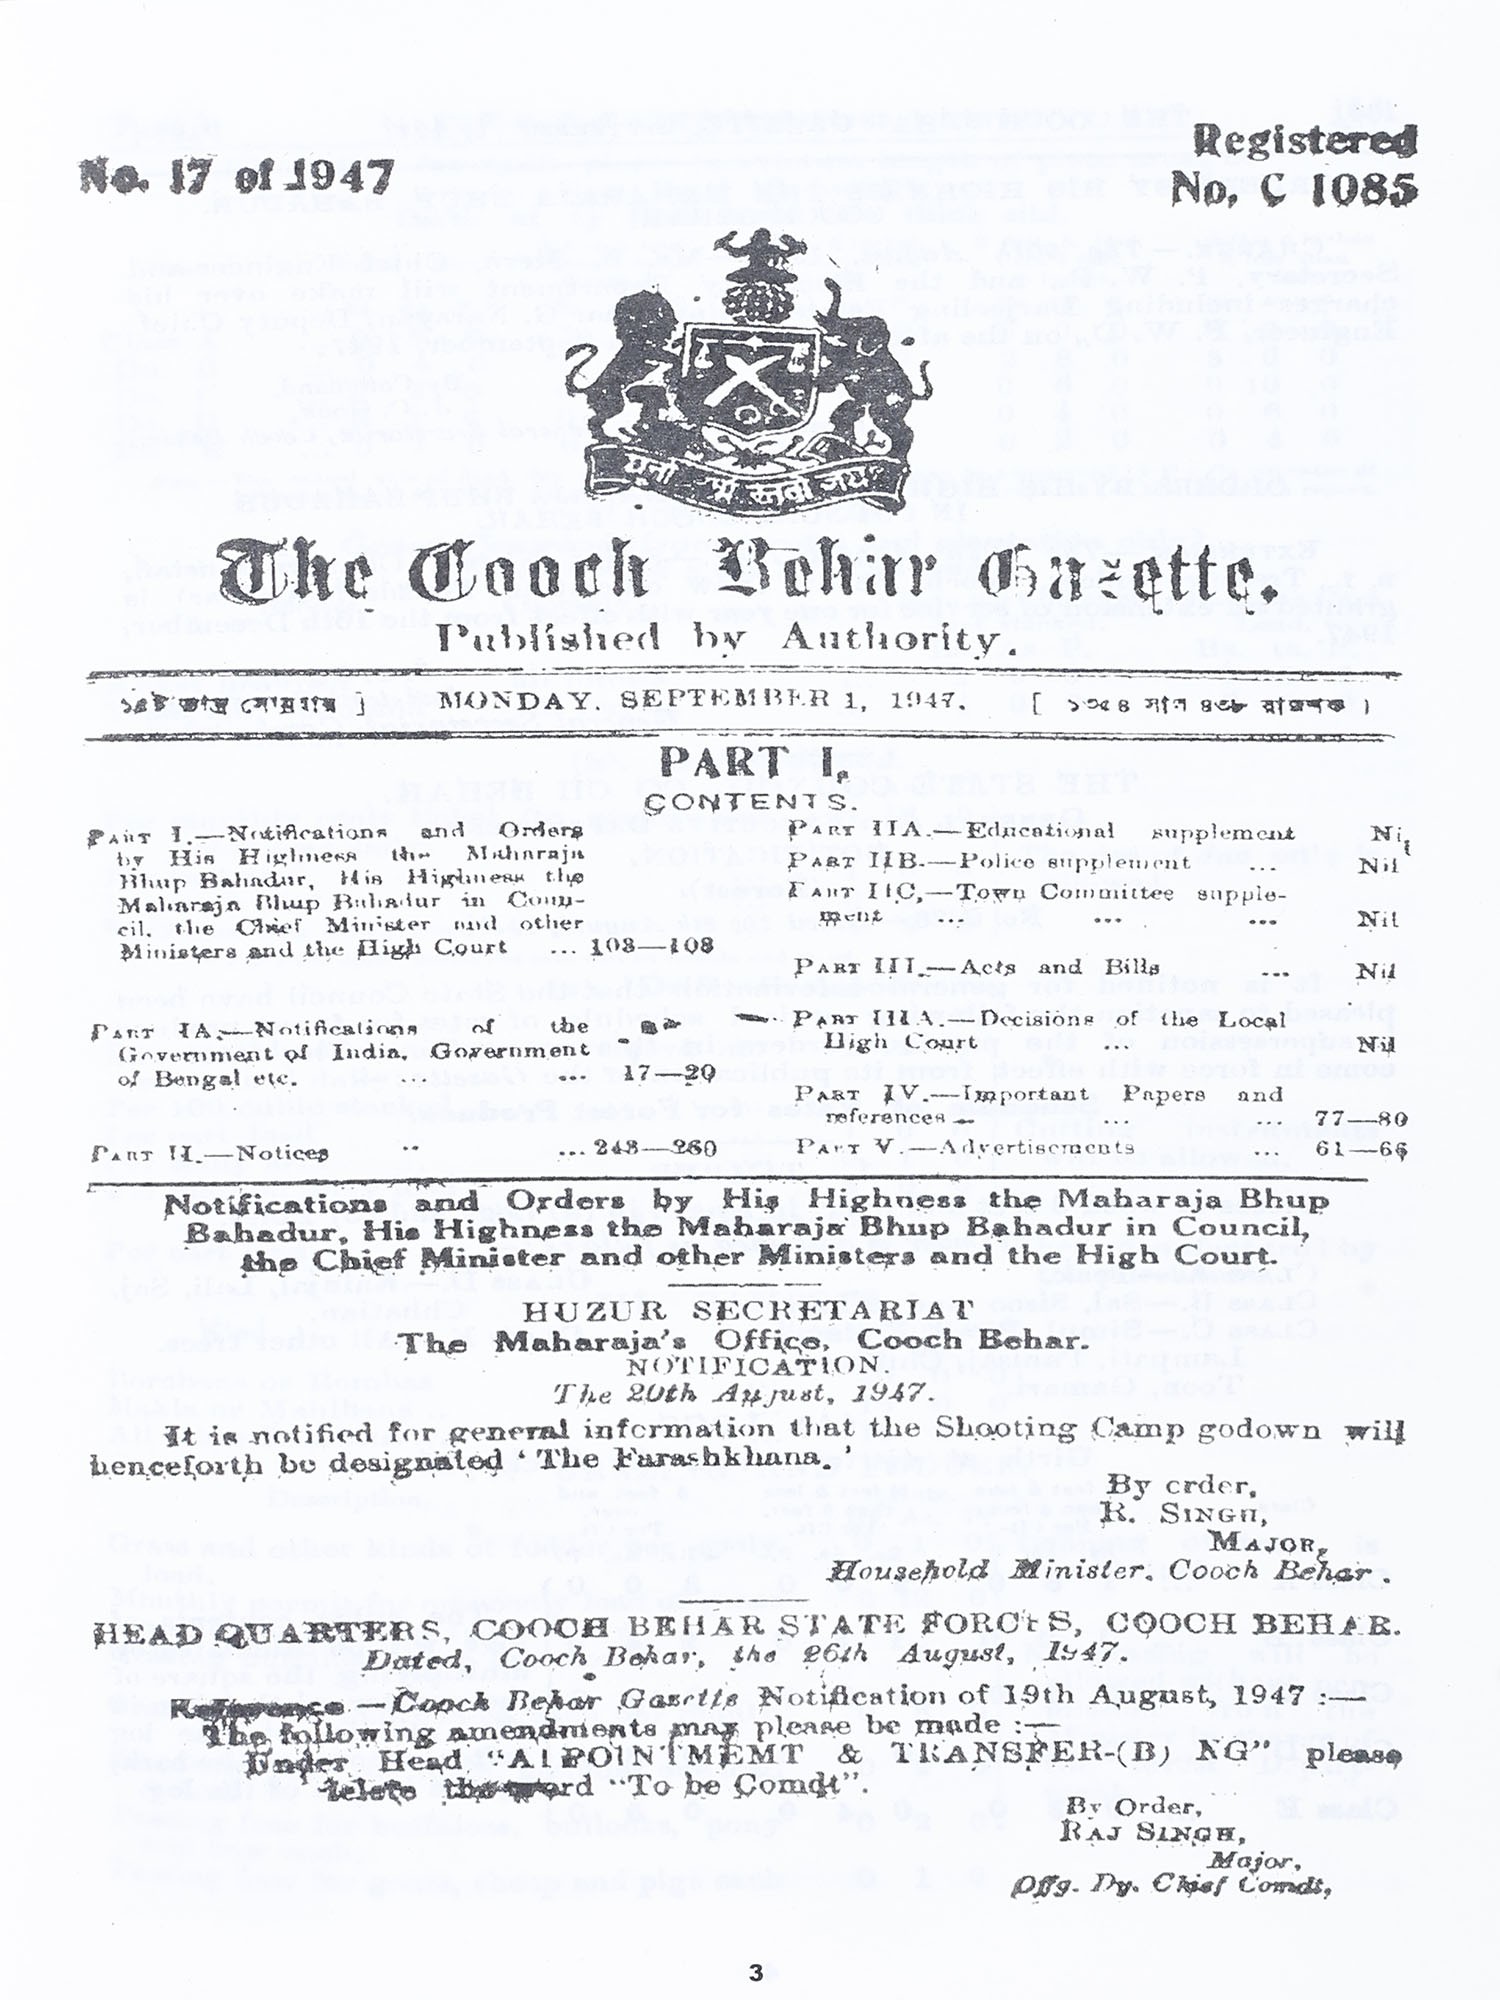 No. 17 of 1947
Registered
No. C 1085
The Cooch Behar Gazette.
Published by Authority.
১৫ই ভাদ্র সোমবার ]
MONDAY, SEPTEMBER 1, 1947.
[ ১৩৫৪ সাল ৪৩৮ রাজশক।
PART I.
CONTENTS.
PART I.—Notifications and Orders
by His Highness the Maharaja
Bhup Bahadur, His Highness the
Maharaja Bhup Bahadur in Coun-
cil, the Chief Minister and other
Ministers and the High Court ... 103—108
PART IA.—Notifications of the
Government of India, Government
of Bengal etc. ... ... 17—20
PART II.—Notices .. ... 243—260
PART IIA.—Educational supplement Nil
PART IIB.—Police supplement ... Nil
PART IIC.—Town Committee supple-
ment ... ... ... Nil
PART III.—Acts and Bills ... Nil
PART IIIA.—Decisions of the Local
High Court ... Nil
PART IV.—Important Papers and
references ... 77—80
PART V.—Advertisements ... 61—66
Notifications and Orders by His Highness the Maharaja Bhup
Bahadur, His Highness the Maharaja Bhup Bahadur in Council,
the Chief Minister and other Ministers and the High Court.
HUZUR SECRETARIAT
The Maharaja's Office, Cooch Behar.
NOTIFICATION.
The 20th August, 1947.
It is notified for general information that the Shooting Camp godown will
henceforth be designated ' The Farashkhana. '
By order,
R. SINGH,
MAJOR,
Household Minister, Cooch Behar.
HEAD QUARTERS, COOCH BEHAR STATE FORCES, COOCH BEHAR.
Dated, Cooch Behar, the 26th August, 1947.
Reference—Cooch Behar Gazette Notification of 19th August, 1947 :—
The following amendments may please be made :—
Under Head "APPOINTMEMT & TRANSFER-(B) NG" please
delete the word "To be Comdt".
By Order,
RAJ SINGH,
Major,
Offg. Dy. Chief Comdt,
3